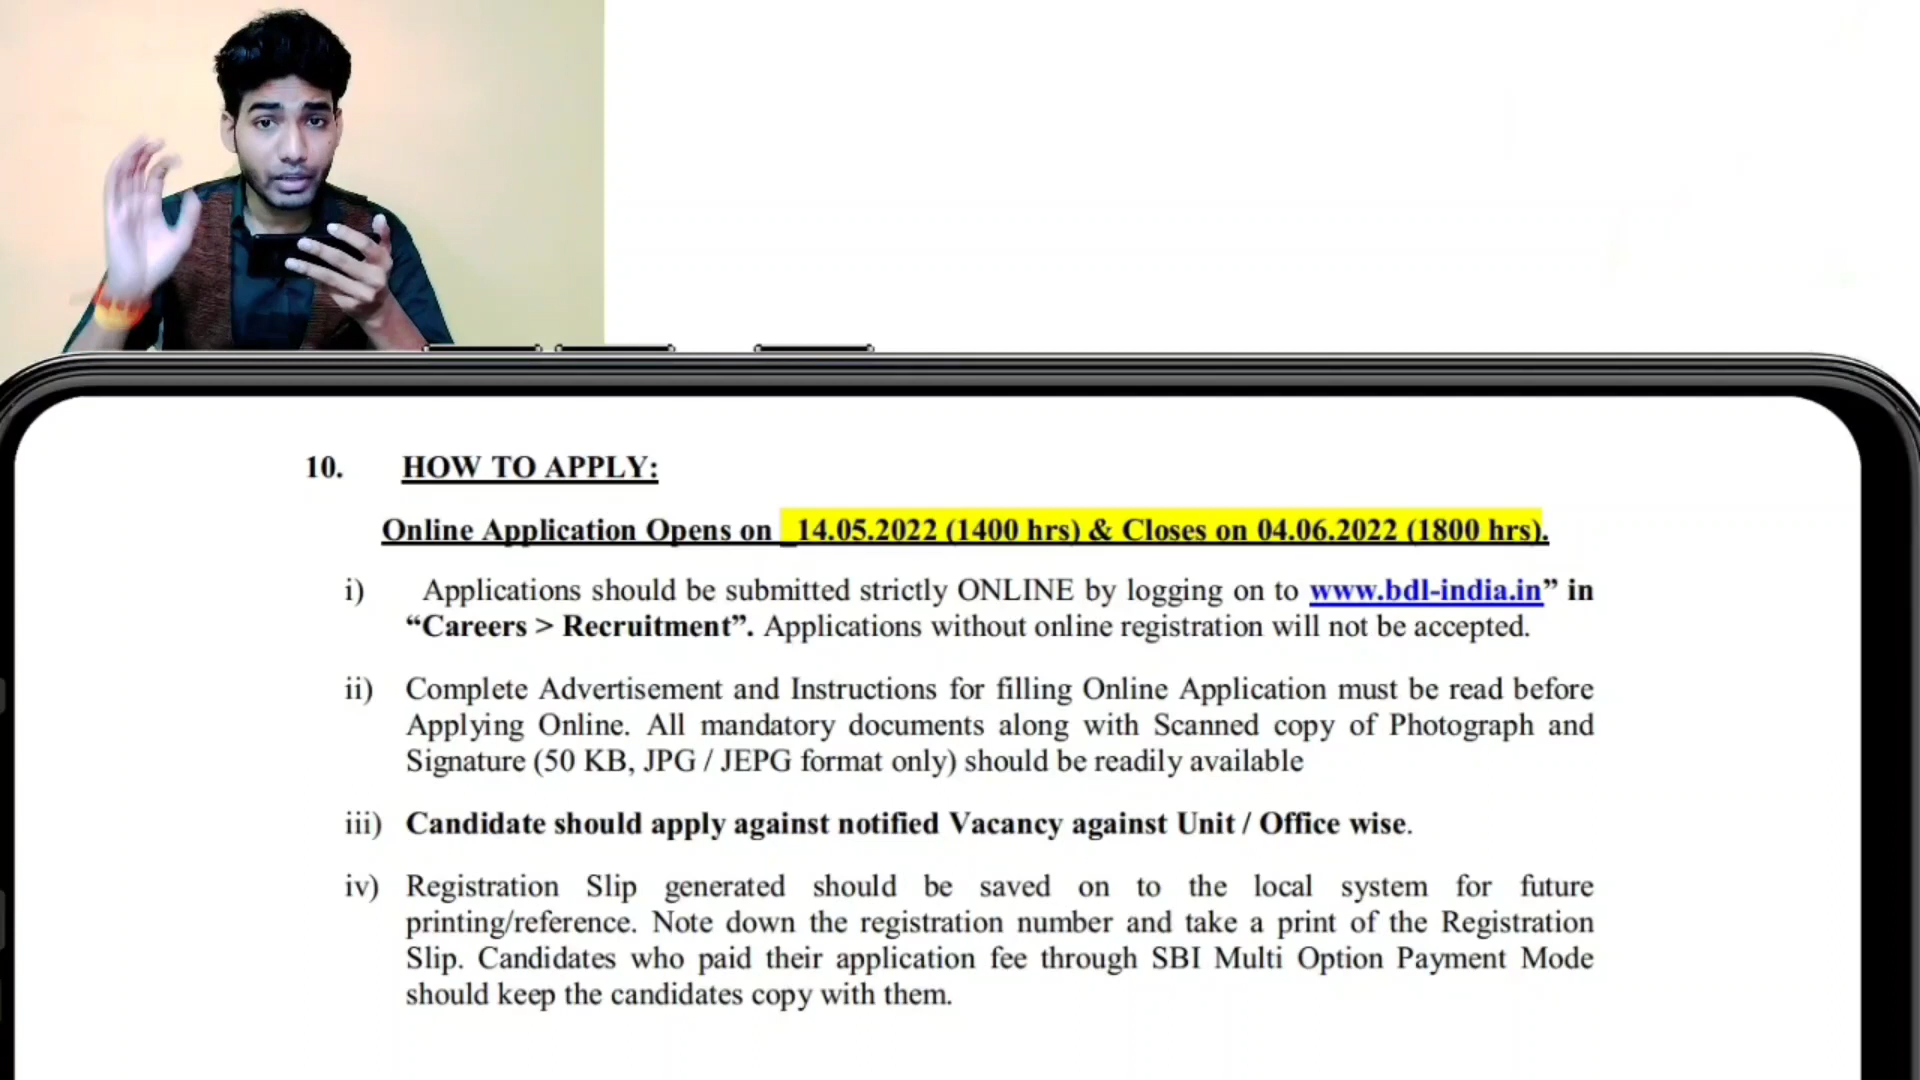 10. HOW TO APPLY:
Online Application Opens on _14.05.2022 (1400 hrs) & Closes on 04.06.2022 (1800 hrs).
i) Applications should be submitted strictly ONLINE by logging on to www.bdl-india.in” in
“Careers > Recruitment”. Applications without online registration will not be accepted.
ii) Complete Advertisement and Instructions for filling Online Application must be read before
Applying Online. All mandatory documents along with Scanned copy of Photograph and
Signature (50 KB, JPG / JEPG format only) should be readily available
iii) Candidate should apply against notified Vacancy against Unit / Office wise.
iv) Registration Slip generated should be saved on to the local system for future
printing/reference. Note down the registration number and take a print of the Registration
Slip. Candidates who paid their application fee through SBI Multi Option Payment Mode
should keep the candidates copy with them.